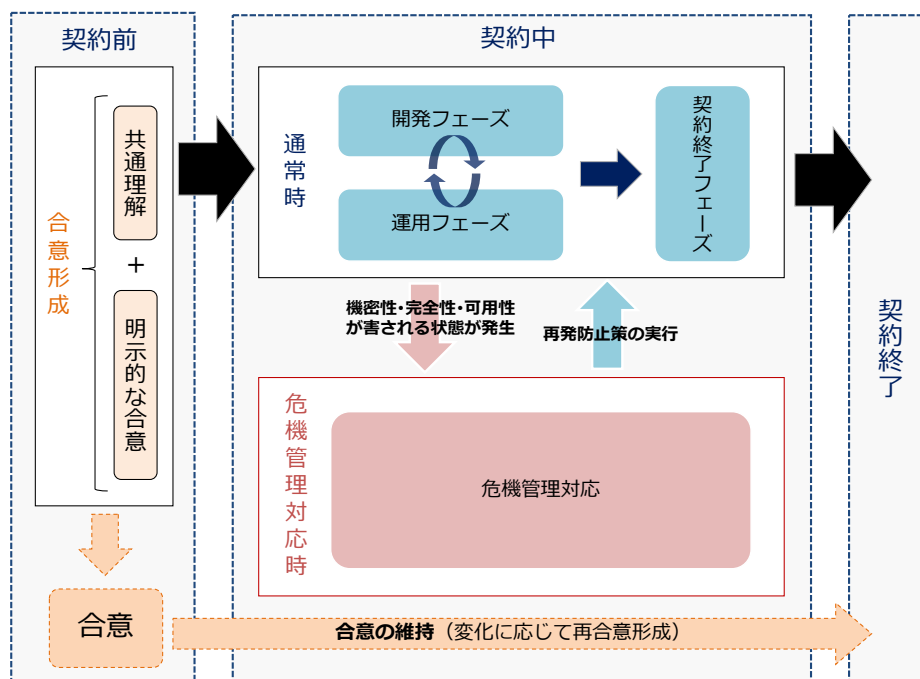 契約前
合意形成
共通理解
+
明示的な合意
合意
契約中
通常時
開発フェーズ
運用フェーズ
契約終了フェーズ
機密性・完全性・可用性
が害される状態が発生
再発防止策の実行
危機管理対応時
危機管理対応
合意の維持（変化に応じて再合意形成）
契約終了